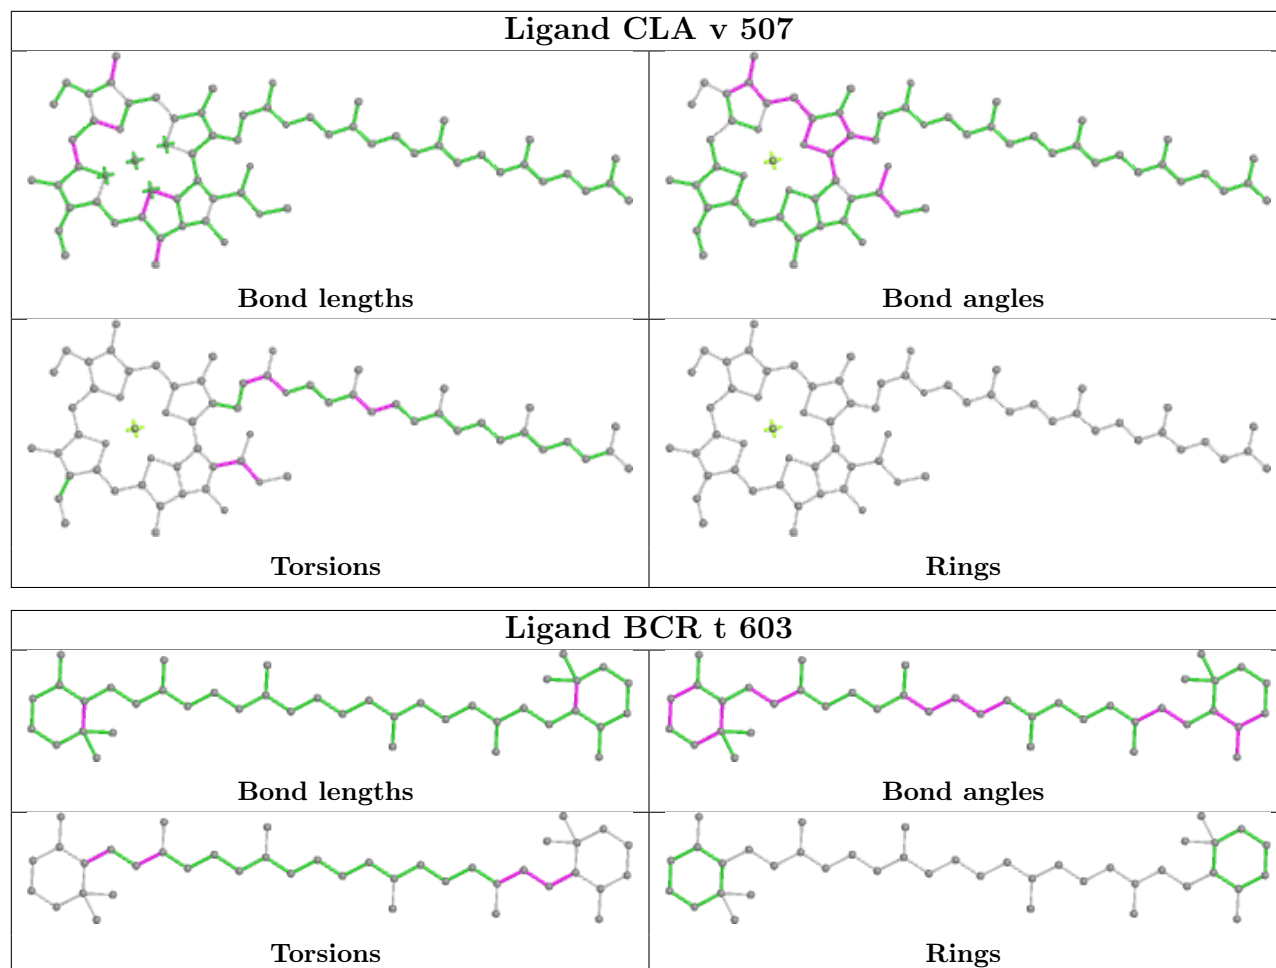 Ligand CLA v 507
Bond lengths
Bond angles
Torsions
Rings
Ligand BCR t 603
Bond lengths
Bond angles
Torsions
Rings